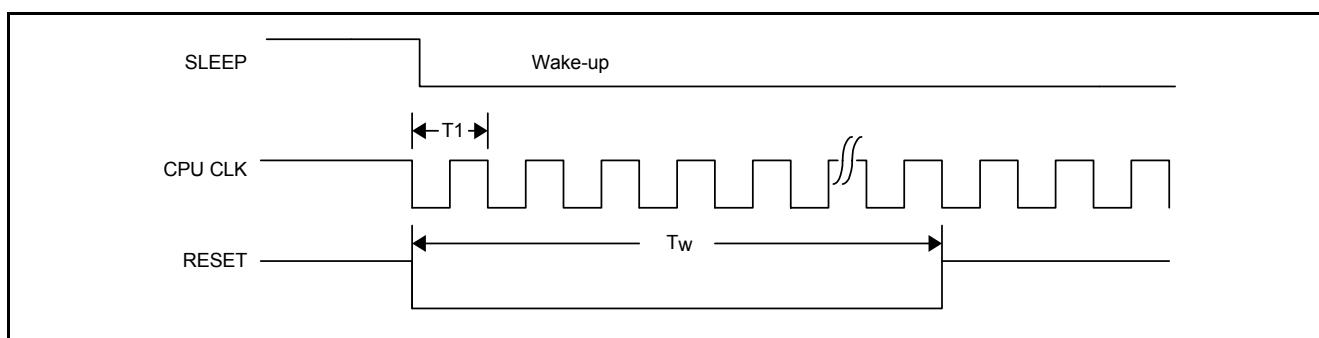 SLEEP
Wake-up
T1
CPU CLK
TW
RESET